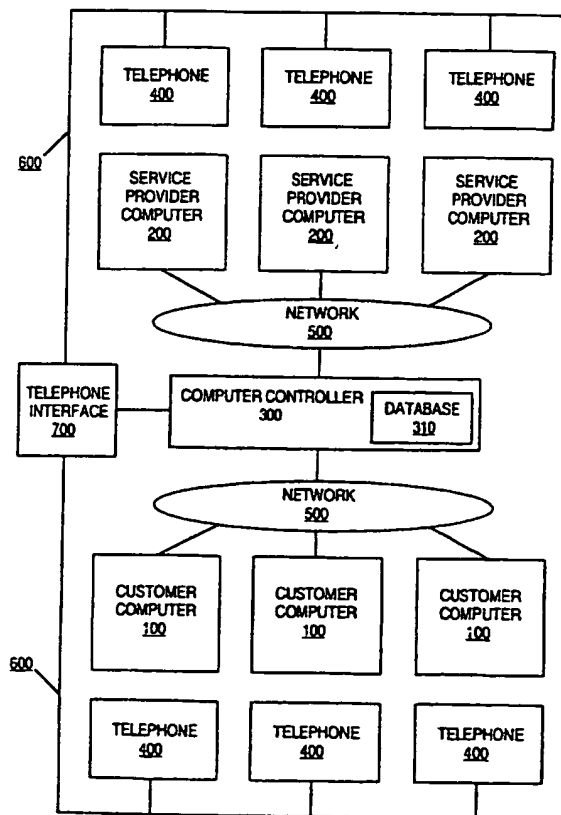 TELEPHONE
400
TELEPHONE
400
TELEPHONE
400
600
SERVICE
PROVIDER
COMPUTER
200
SERVICE
PROVIDER
COMPUTER
200
SERVICE
PROVIDER
COMPUTER
200
NETWORK
500
TELEPHONE
INTERFACE
700
COMPUTER CONTROLLER
300
DATABASE
310
NETWORK
500
CUSTOMER
COMPUTER
100
CUSTOMER
COMPUTER
100
CUSTOMER
COMPUTER
100
600
TELEPHONE
400
TELEPHONE
400
TELEPHONE
400